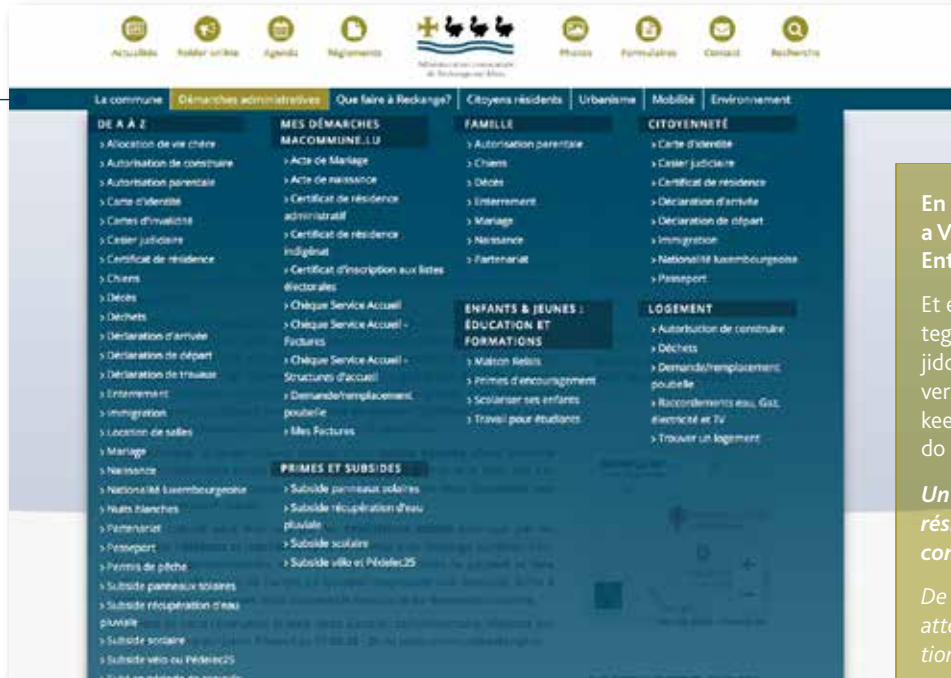 Actualités
Reider online
Agenda
Règlements
Photos
Formulaires
Contact
Recherche
Administration communale
de Reckange-sur-Mess
La commune
Démarches administratives
Que faire à Reckange?
Citoyens résidents
Urbanisme
Mobilité
Environnement
DE A À Z
› Allocation de vie chère
› Autorisation de construire
› Autorisation parentale
› Carte d'identité
› Cartes d'invalidité
› Casier judiciaire
› Certificat de résidence
› Chiens
› Décès
› Déchets
› Déclaration d'arrivée
› Déclaration de départ
› Déclaration de travaux
› Enterrement
› Immigration
› Location de salles
› Mariage
› Naissance
› Nationalité luxembourgeoise
› Nuits blanches
› Partenariat
› Passeport
› Permis de pêche
› Subside panneaux solaires
› Subside récupération d'eau
pluviale
› Subside scolaire
› Subside vélo ou Pédelec25
MES DÉMARCHES
MACOMMUNE.LU
› Acte de Mariage
› Acte de naissance
› Certificat de résidence
administratif
› Certificat de résidence
indigénat
› Certificat d'inscription aux listes
électorales
› Chèque Service Accueil
› Chèque Service Accueil -
Factures
› Chèque Service Accueil -
Structures d'accueil
› Demande/remplacement
poubelle
› Mes Factures
PRIMES ET SUBSIDES
› Subside panneaux solaires
› Subside récupération d'eau
pluviale
› Subside scolaire
› Subside vélo et Pédelec25
FAMILLE
› Autorisation parentale
› Chiens
› Décès
› Enterrement
› Mariage
› Naissance
› Partenariat
ENFANTS & JEUNES :
ÉDUCATION ET
FORMATIONS
› Maison Relais
› Primes d'encouragement
› Scolariser ses enfants
› Travail pour étudiants
CITOYENNETÉ
› Carte d'identité
› Casier judiciaire
› Certificat de résidence
› Déclaration d'arrivée
› Déclaration de départ
› Immigration
› Nationalité luxembourgeoise
› Passeport
LOGEMENT
› Autorisation de construire
› Déchets
› Demande/remplacement
poubelle
› Raccordements eau, Gaz,
électricité et TV
› Trouver un logement
En
a V
Ent
Et e
teg
jido
ver
kee
do
Un
rés
con
De
atte
tion